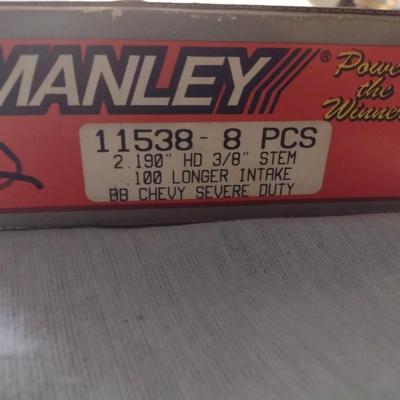 MANLEY®
Power
the
Winner
11538 - 8 PCS
2.190" HD 3/8" STEM
.100 LONGER INTAKE
BB CHEVY SEVERE DUTY